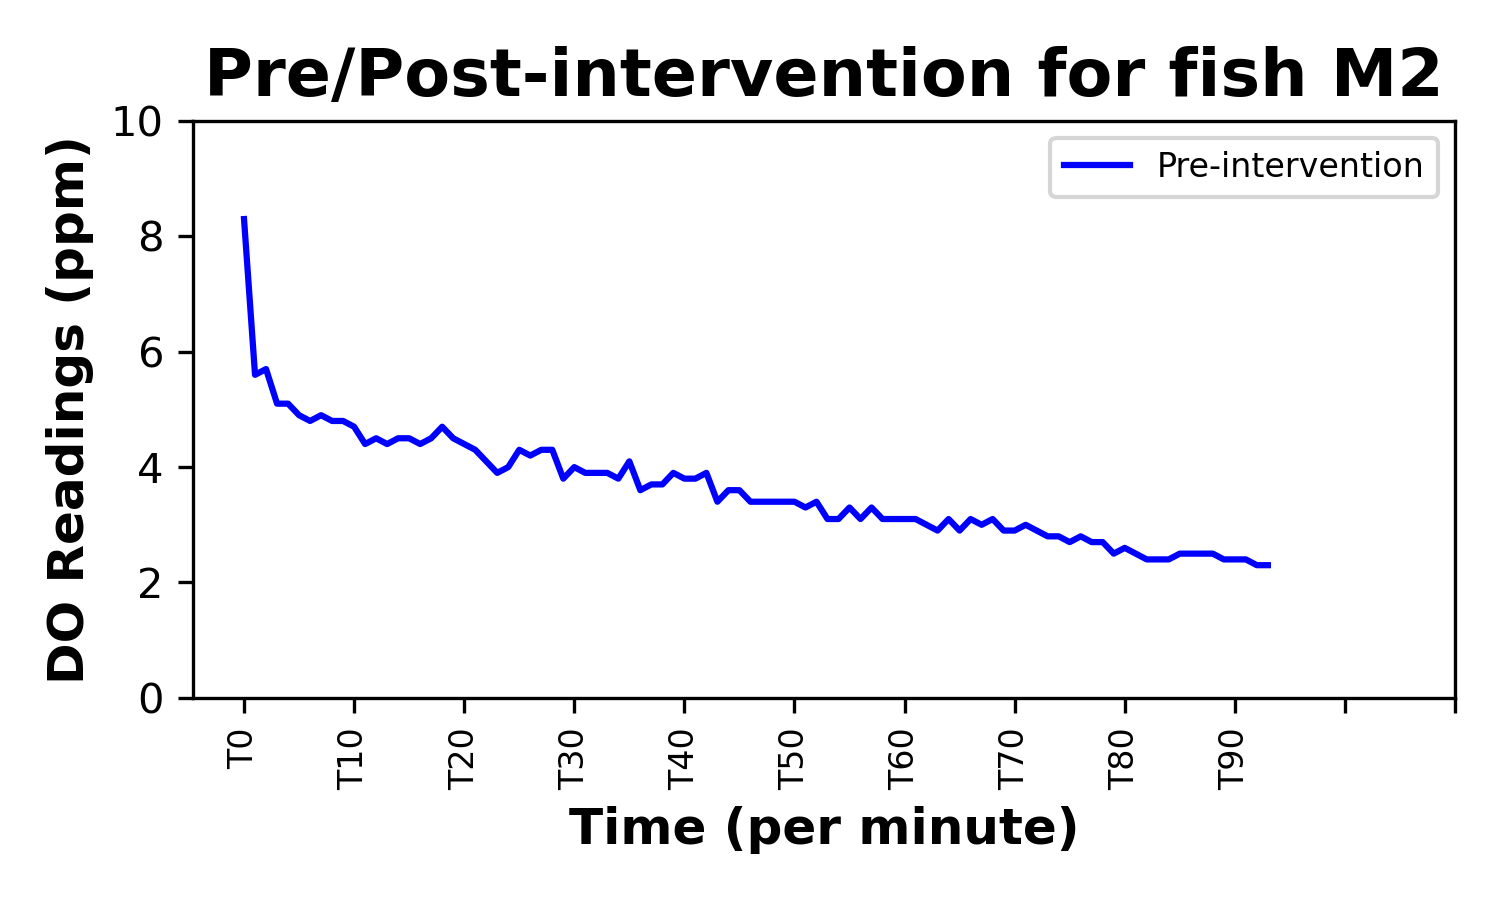 Pre/Post-intervention for fish M2
Pre-intervention
DO Readings (ppm)
10
8
6
4
2
0
T0 T10 T20 T30 T40 T50 T60 T70 T80 T90
Time (per minute)